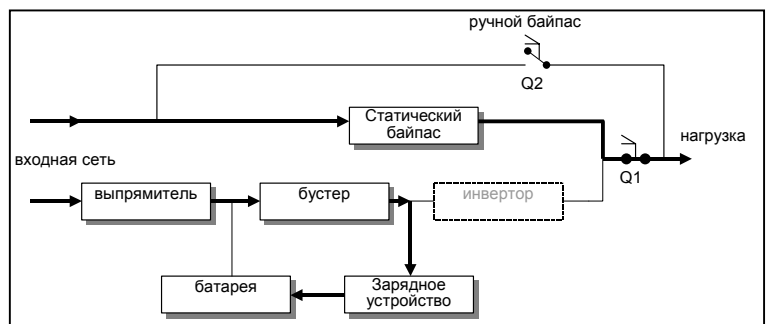 ручной байпас
Q2
Статический
байпас
нагрузка
Q1
входная сеть
выпрямитель
бустер
инвертор
батарея
Зарядное
устройство